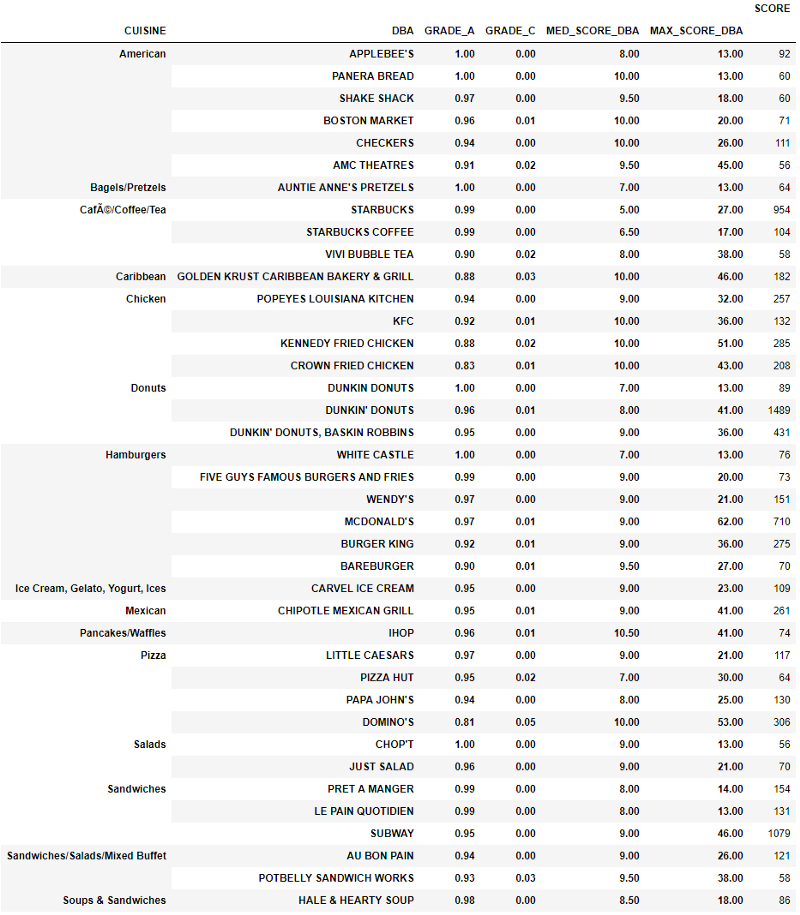 SCORE
CUISINE DBA GRADE_A GRADE_C MED_SCORE_DBA MAX_SCORE_DBA
American APPLEBEE'S 1.00 0.00 8.00 13.00 92
PANERA BREAD 1.00 0.00 10.00 13.00 60
SHAKE SHACK 0.97 0.00 9.50 18.00 60
BOSTON MARKET 0.96 0.01 10.00 20.00 71
CHECKERS 0.94 0.00 10.00 26.00 111
AMC THEATRES 0.91 0.02 9.50 45.00 56
Bagels/Pretzels AUNTIE ANNE'S PRETZELS 1.00 0.00 7.00 13.00 64
CafÃ©/Coffee/Tea STARBUCKS 0.99 0.00 5.00 27.00 954
STARBUCKS COFFEE 0.99 0.00 6.50 17.00 104
VIVI BUBBLE TEA 0.90 0.02 8.00 38.00 58
Caribbean GOLDEN KRUST CARIBBEAN BAKERY & GRILL 0.88 0.03 10.00 46.00 182
Chicken POPEYES LOUISIANA KITCHEN 0.94 0.00 9.00 32.00 257
KFC 0.92 0.01 10.00 36.00 132
KENNEDY FRIED CHICKEN 0.88 0.02 10.00 51.00 285
CROWN FRIED CHICKEN 0.83 0.01 10.00 43.00 208
Donuts DUNKIN DONUTS 1.00 0.00 7.00 13.00 89
DUNKIN' DONUTS 0.96 0.01 8.00 41.00 1489
DUNKIN' DONUTS, BASKIN ROBBINS 0.95 0.00 9.00 36.00 431
Hamburgers WHITE CASTLE 1.00 0.00 7.00 13.00 76
FIVE GUYS FAMOUS BURGERS AND FRIES 0.99 0.00 9.00 20.00 73
WENDY'S 0.97 0.00 9.00 21.00 151
MCDONALD'S 0.97 0.01 9.00 62.00 710
BURGER KING 0.92 0.01 9.00 36.00 275
BAREBURGER 0.90 0.01 9.50 27.00 70
Ice Cream, Gelato, Yogurt, Ices CARVEL ICE CREAM 0.95 0.00 9.00 23.00 109
Mexican CHIPOTLE MEXICAN GRILL 0.95 0.01 9.00 41.00 261
Pancakes/Waffles IHOP 0.96 0.01 10.50 41.00 74
Pizza LITTLE CAESARS 0.97 0.00 9.00 21.00 117
PIZZA HUT 0.95 0.02 7.00 30.00 64
PAPA JOHN'S 0.94 0.00 8.00 25.00 130
DOMINO'S 0.81 0.05 10.00 53.00 306
Salads CHOP'T 1.00 0.00 9.00 13.00 56
JUST SALAD 0.96 0.00 9.00 21.00 70
Sandwiches PRET A MANGER 0.99 0.00 8.00 14.00 154
LE PAIN QUOTIDIEN 0.99 0.00 8.00 13.00 131
SUBWAY 0.95 0.00 9.00 46.00 1079
Sandwiches/Salads/Mixed Buffet AU BON PAIN 0.94 0.00 9.00 26.00 121
POTBELLY SANDWICH WORKS 0.93 0.03 9.50 38.00 58
Soups & Sandwiches HALE & HEARTY SOUP 0.98 0.00 8.50 18.00 86